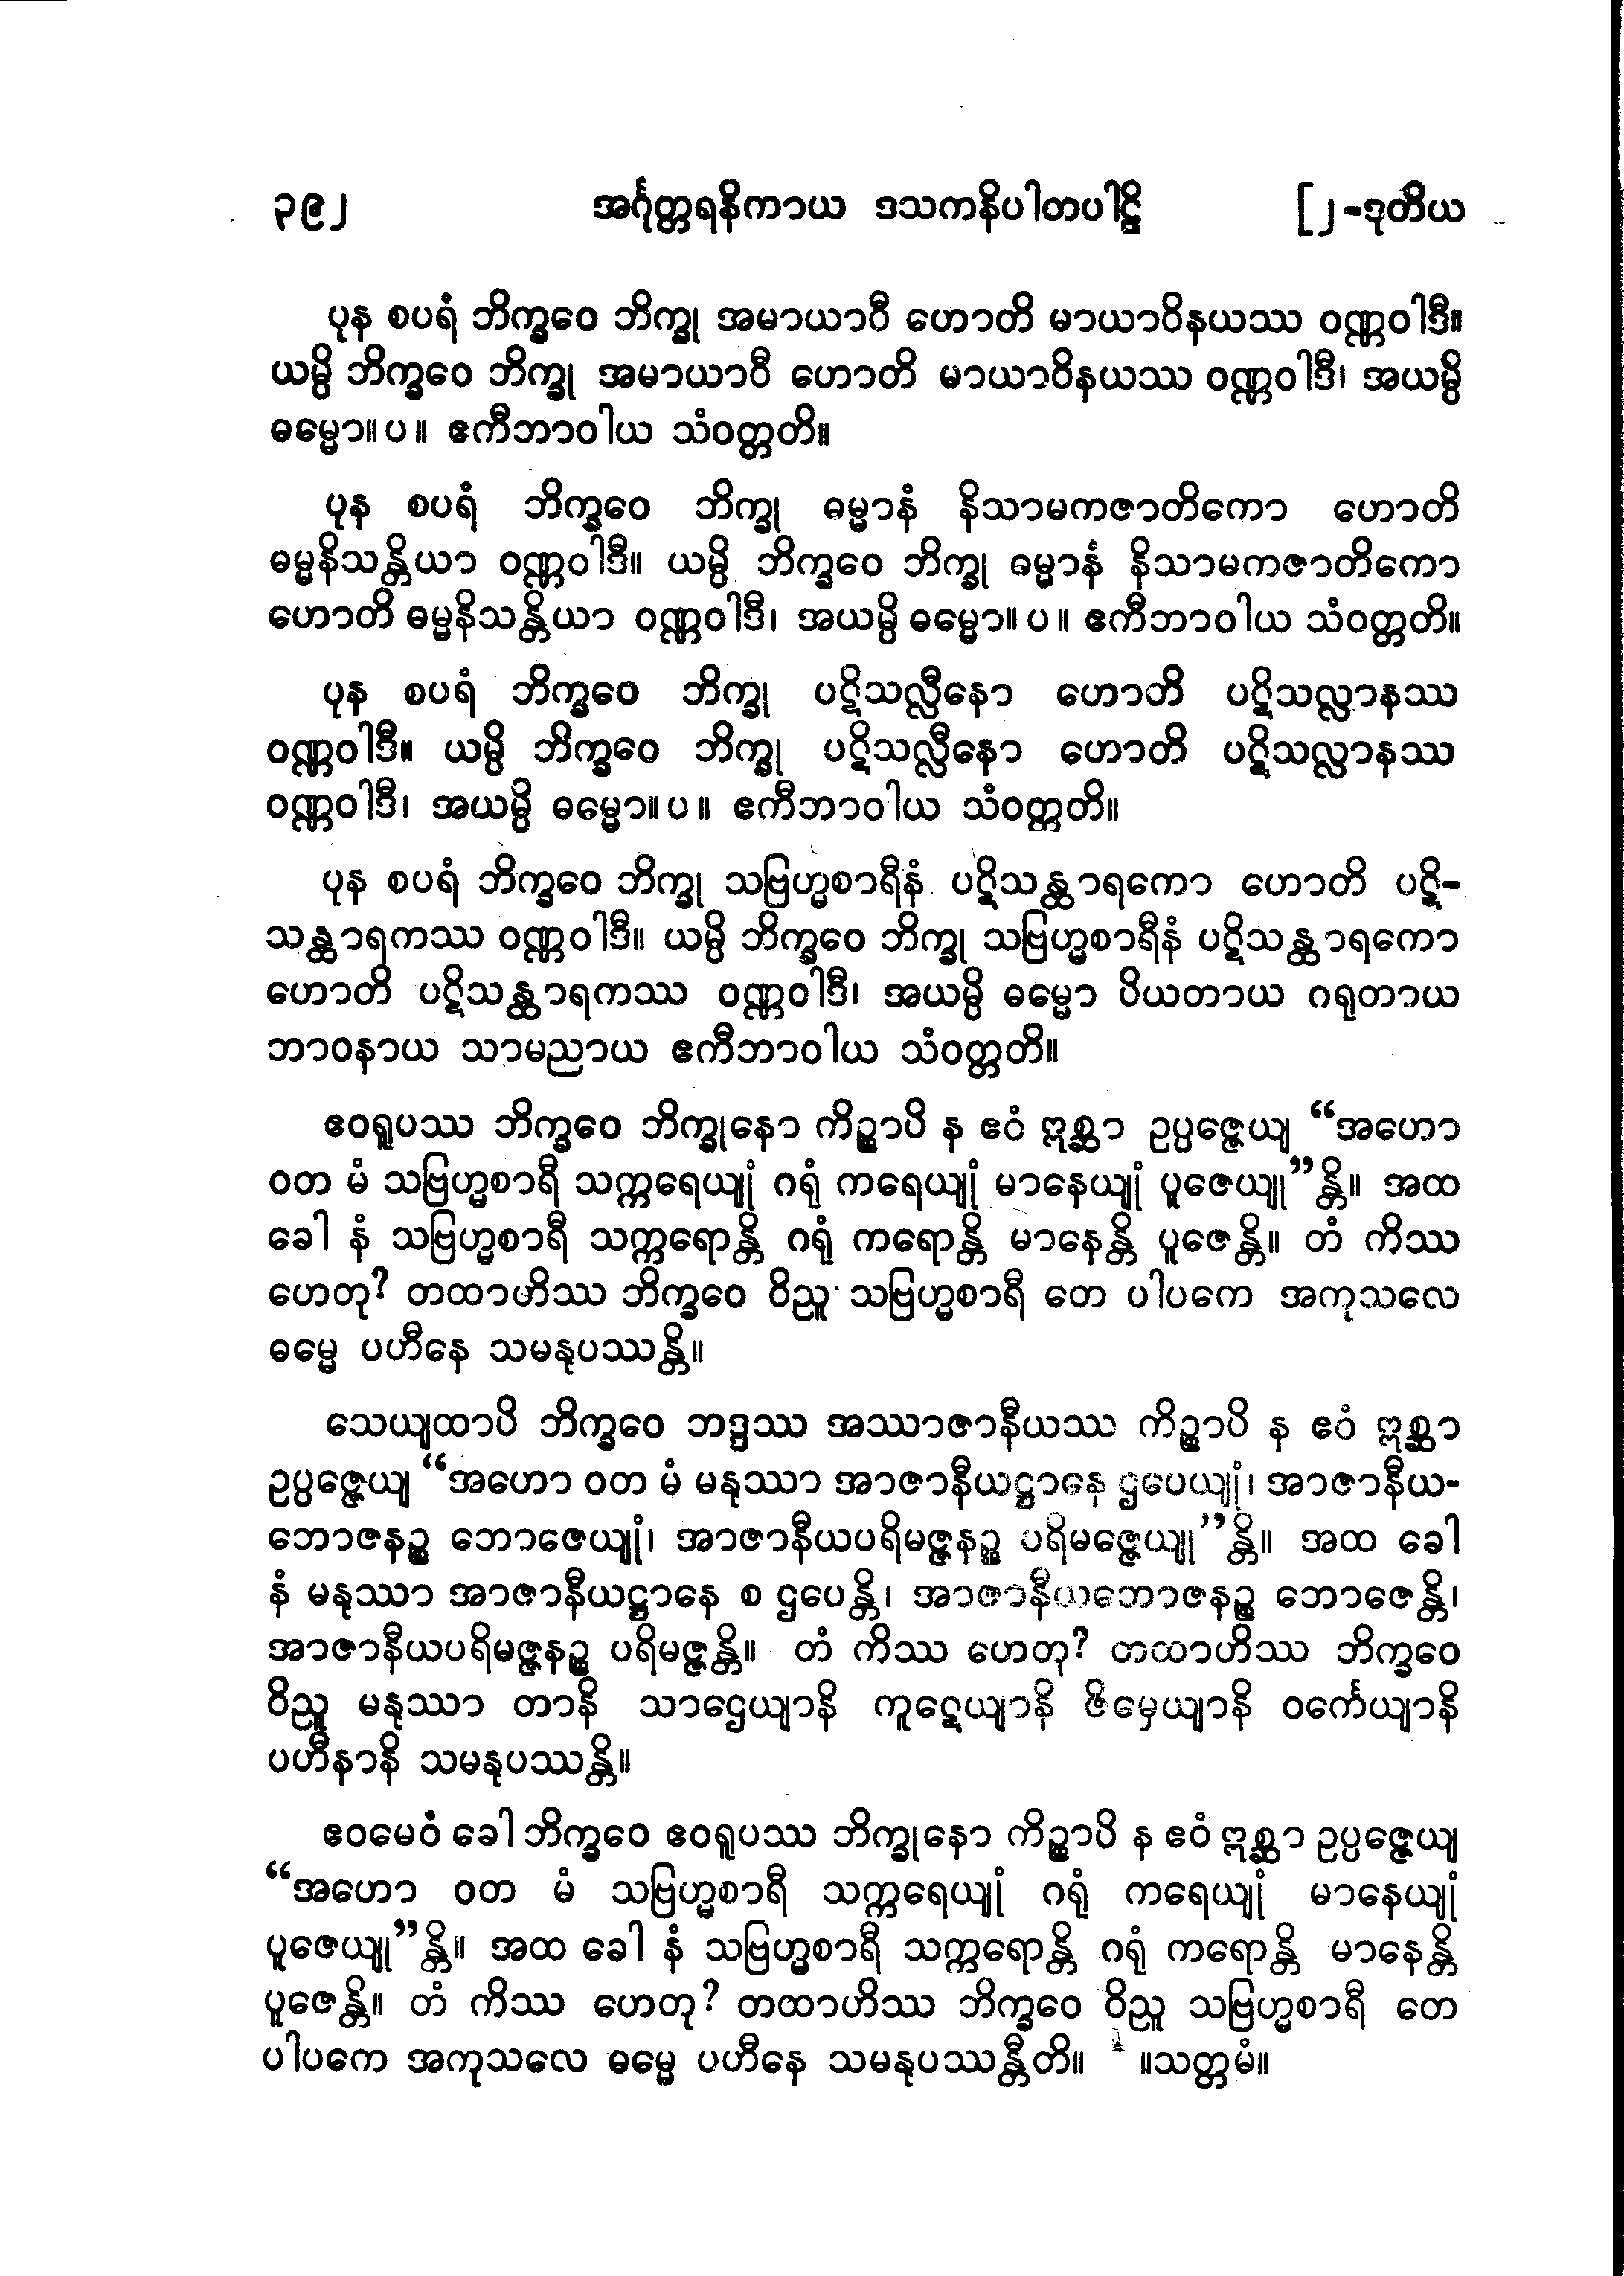 ၃၉၂ အင်္ဂုတ္တရနိကာယ ဒသကနိပါတပါဠိ [၂-ဒုတိယ
ပုန စပရံ ဘိက္ခဝေ ဘိက္ခု အမာယာဝီ ဟောတိ မာယာဝိနယဿ ဝဏ္ဏဝါဒီ။
ယမ္ပိ ဘိက္ခဝေ ဘိက္ခု အမာယာဝီ ဟောတိ မာယာဝိနယဿ ဝဏ္ဏဝါဒီ၊ အယမ္ပိ
ဓမ္မော။ပ။ ဧကီဘာဝါယ သံဝတ္တတိ။
ပုန စပရံ ဘိက္ခဝေ ဘိက္ခု ဓမ္မာနံ နိသာမကဇာတိကော ဟောတိ
ဓမ္မနိသန္တိယာ ဝဏ္ဏဝါဒီ။ ယမ္ပိ ဘိက္ခဝေ ဘိက္ခု ဓမ္မာနံ နိသာမကဇာတိကော
ဟောတိ ဓမ္မနိသန္တိယာ ဝဏ္ဏဝါဒီ၊ အယမ္ပိ ဓမ္မော။ပ။ ဧကီဘာဝါယ သံဝတ္တတိ။
ပုန စပရံ ဘိက္ခဝေ ဘိက္ခု ပဋိသလ္လီနော ဟောတိ ပဋိသလ္လာနဿ
ဝဏ္ဏဝါဒီ။ ယမ္ပိ ဘိက္ခဝေ ဘိက္ခု ပဋိသလ္လီနော ဟောတိ ပဋိသလ္လာနဿ
ဝဏ္ဏဝါဒီ၊ အယမ္ပိ ဓမ္မော။ပ။ ဧကီဘာဝါယ သံဝတ္တတိ။
ပုန စပရံ ဘိက္ခဝေ ဘိက္ခု သဗြဟ္မစာရီနံ ပဋိသန္ထာရကော ဟောတိ ပဋိ-
သန္ထာရကဿ ဝဏ္ဏဝါဒီ။ ယမ္ပိ ဘိက္ခဝေ ဘိက္ခု သဗြဟ္မစာရီနံ ပဋိသန္ထာရကော
ဟောတိ ပဋိသန္ထာရကဿ ဝဏ္ဏဝါဒီ၊ အယမ္ပိ ဓမ္မော ပိယတာယ ဂရုတာယ
ဘာဝနာယ သာမညာယ ဧကီဘာဝါယ သံဝတ္တတိ။
ဧဝရူပဿ ဘိက္ခဝေ ဘိက္ခုနော ကိဉ္စာပိ န ဧဝံ ဣစ္ဆာ ဥပ္ပဇ္ဇေယျ “အဟော
ဝတ မံ သဗြဟ္မစာရီ သက္ကရေယျုံ ဂရုံ ကရေယျုံ မာနေယျုံ ပူဇေယျု”န္တိ။ အထ
ခေါ နံ သဗြဟ္မစာရီ သက္ကရောန္တိ ဂရုံ ကရောန္တိ မာနေန္တိ ပူဇေန္တိ။ တံ ကိဿ
ဟေတု? တထာဟိဿ ဘိက္ခဝေ ဝိညူ သဗြဟ္မစာရီ တေ ပါပကေ အကုသလေ
ဓမ္မေ ပဟီနေ သမနုပဿန္တိ။
သေယျထာပိ ဘိက္ခဝေ ဘဒ္ဒဿ အဿာဇာနီယဿ ကိဉ္စာပိ န ဧဝံ ဣစ္ဆာ
ဥပ္ပဇ္ဇေယျ “အဟော ဝတ မံ မနုဿာ အာဇာနီယဋ္ဌာနေ ဌပေယျုံ၊ အာဇာနီယ-
ဘောဇနဉ္စ ဘောဇေယျုံ၊ အာဇာနီယပရိမဇ္ဇနဉ္စ ပရိမဇ္ဇေယျု”န္တိ။ အထ ခေါ
နံ မနုဿာ အာဇာနီယဋ္ဌာနေ စ ဌပေန္တိ၊ အာဇာနီယဘောဇနဉ္စ ဘောဇေန္တိ၊
အာဇာနီယပရိမဇ္ဇနဉ္စ ပရိမဇ္ဇန္တိ။ တံ ကိဿ ဟေတု? တထာဟိဿ ဘိက္ခဝေ
ဝိညူ မနုဿာ တာနိ သာဌေယျာနိ ကူဋေယျာနိ ဇိမှေယျာနိ ဝင်္ကေယျာနိ
ပဟီနာနိ သမနုပဿန္တိ။
ဧဝမေဝံ ခေါ ဘိက္ခဝေ ဧဝရူပဿ ဘိက္ခုနော ကိဉ္စာပိ န ဧဝံ ဣစ္ဆာ ဥပ္ပဇ္ဇေယျ
“အဟော ဝတ မံ သဗြဟ္မစာရီ သက္ကရေယျုံ ဂရုံ ကရေယျုံ မာနေယျုံ
ပူဇေယျု”န္တိ။ အထ ခေါ နံ သဗြဟ္မစာရီ သက္ကရောန္တိ ဂရုံ ကရောန္တိ မာနေန္တိ
ပူဇေန္တိ။ တံ ကိဿ ဟေတု? တထာဟိဿ ဘိက္ခဝေ ဝိညူ သဗြဟ္မစာရီ တေ
ပါပကေ အကုသလေ ဓမ္မေ ပဟီနေ သမနုပဿန္တီတိ။ ။သတ္တမံ။